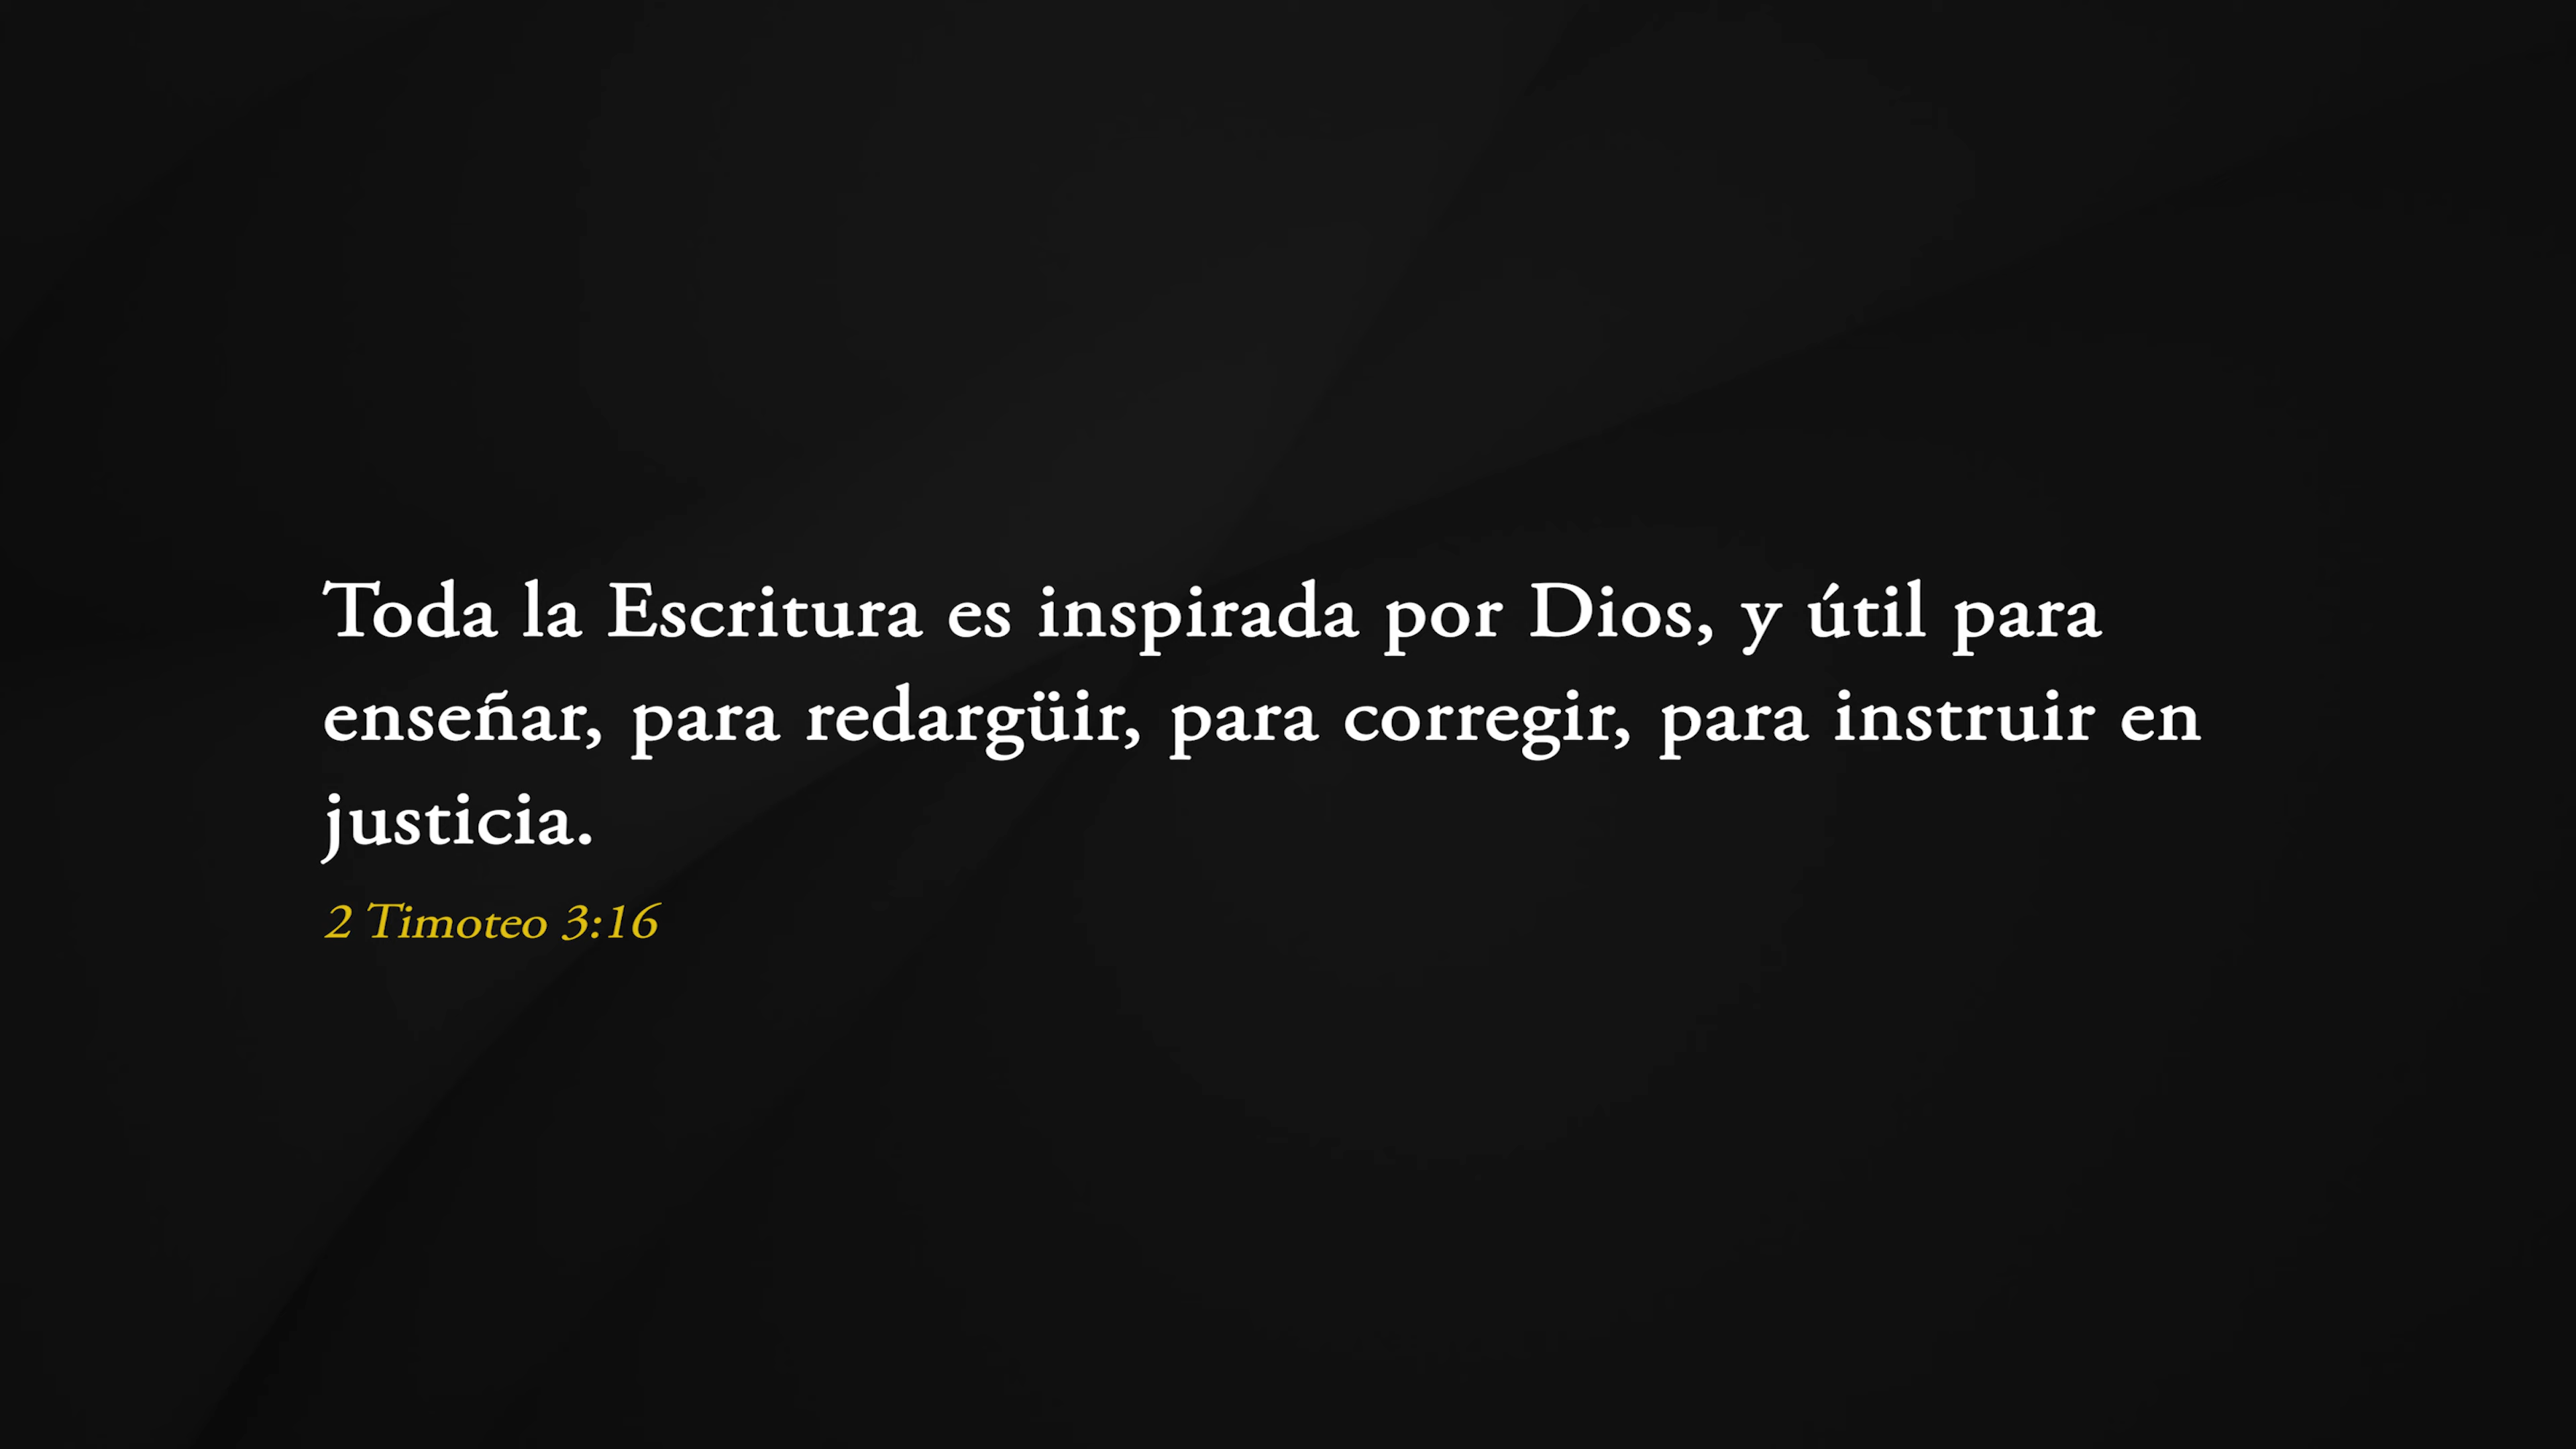 Toda la Escritura es inspirada por Dios, y útil para
enseñar, para redargüir, para corregir, para instruir en
justicia.
2 Timoteo 3:16